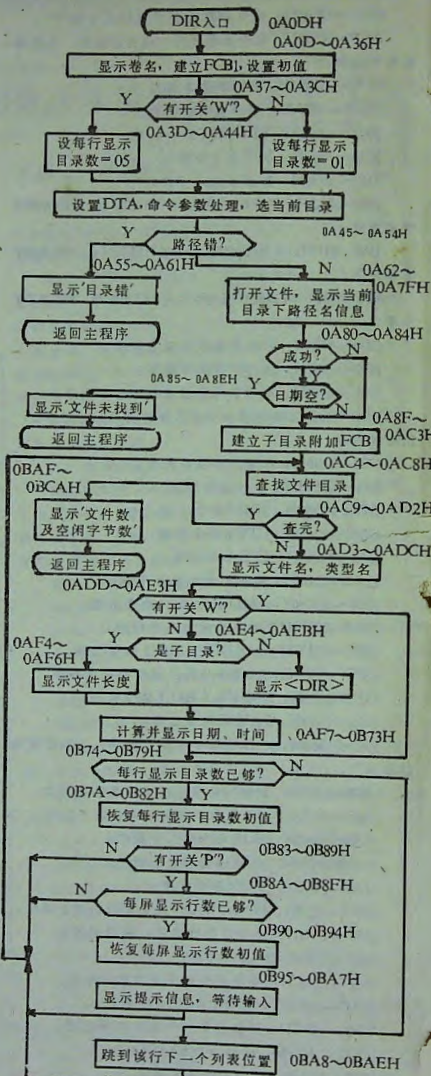 DIR入口
0A0DH
0A0D～0A36H
显示卷名，建立FCB1，设置初值
0A37～0A3CH
Y
有开关'W'?
N
0A3D～0A44H
设每行显示
目录数=05
设每行显示
目录数=01
设置DTA，命令参数处理，选当前目录
0A45～0A54H
Y
路径错?
0A55～0A61H
N
0A62～
0A7FH
显示'目录错'
打开文件，显示当前
目录下路径名信息
返回主程序
0A80～0A84H
成功?
N
Y
0A85～0A8EH
Y
日期空?
显示'文件未找到'
N
0A8F～
0AC3H
返回主程序
建立子目录附加FCB
0AC4～0AC8H
0BAF～
0BCAH
查找文件目录
0AC9～0AD2H
显示'文件数
及空闲字节数'
Y
查完?
N
0AD3～0ADCH
返回主程序
显示文件名，类型名
0ADD～0AE3H
有开关'W'?
Y
N
0AE4～0AEBH
0AF4～
0AF6H
Y
是子目录?
N
显示文件长度
显示<DIR>
计算并显示日期、时间
0AF7～0B73H
0B74～0B79H
每行显示目录数已够?
N
0B7A～0B82H
Y
恢复每行显示目录数初值
0B83～0B89H
N
有开关'P'?
Y
0B8A～0B8FH
N
每屏显示行数已够?
Y
0B90～0B94H
恢复每屏显示行数初值
0B95～0BA7H
显示提示信息，等待输入
跳到该行下一个列表位置
0BA8～0BAEH